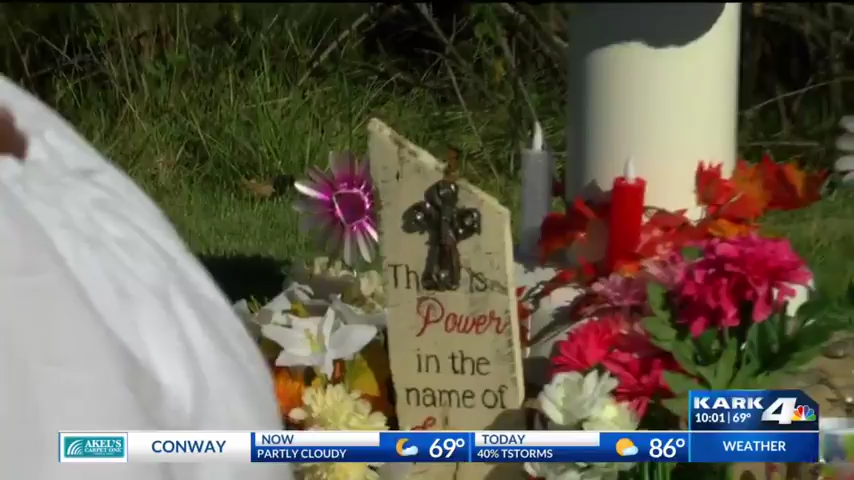 There is
Power
in the
name of
KARK 4
10:01 69°
WEATHER
AKEL'S
CARPET ONE
CONWAY
NOW
PARTLY CLOUDY
69°
TODAY
40% TSTORMS
86°